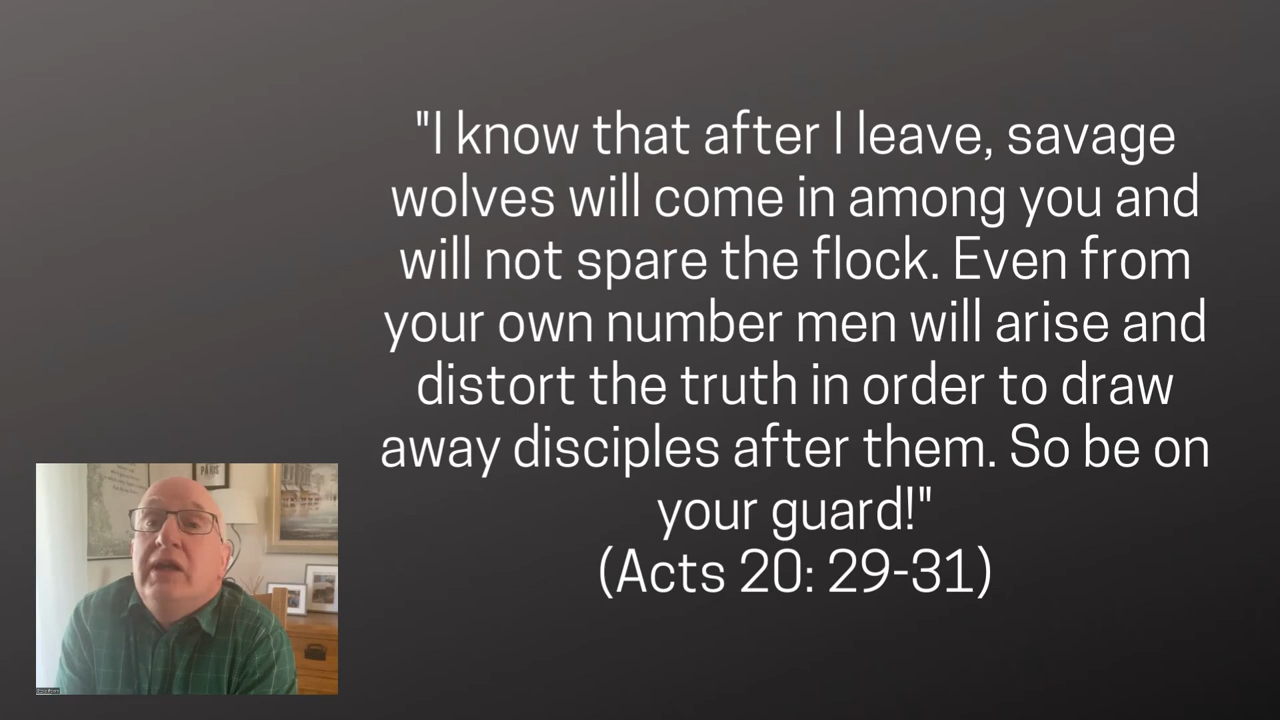 "I know that after I leave, savage
wolves will come in among you and
will not spare the flock. Even from
your own number men will arise and
distort the truth in order to draw
away disciples after them. So be on
your guard!"
(Acts 20: 29-31)
PARIS